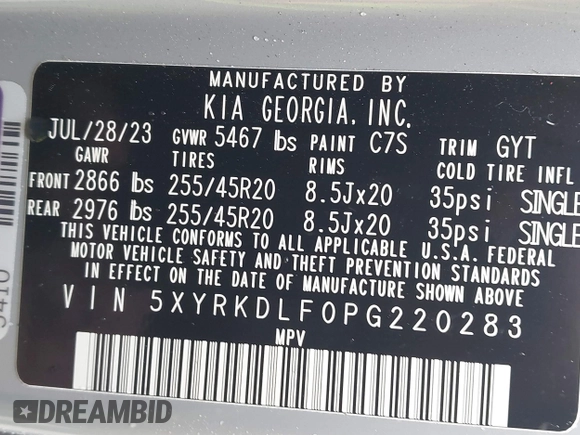 MANUFACTURED BY
KIA GEORGIA, INC.
JUL/28/23 GVWR 5467 lbs PAINT C7S TRIM GYT
GAWR TIRES RIMS COLD TIRE INFL
FRONT 2866 lbs 255/45R20 8.5Jx20 35psi SINGLE
REAR 2976 lbs 255/45R20 8.5Jx20 35psi SINGLE
THIS VEHICLE CONFORMS TO ALL APPLICABLE U.S.A. FEDERAL
MOTOR VEHICLE SAFETY AND THEFT PREVENTION STANDARDS
IN EFFECT ON THE DATE OF MANUFACTURE SHOWN ABOVE
VIN 5XYRKDLF0PG220283
MPV
DREAMBID